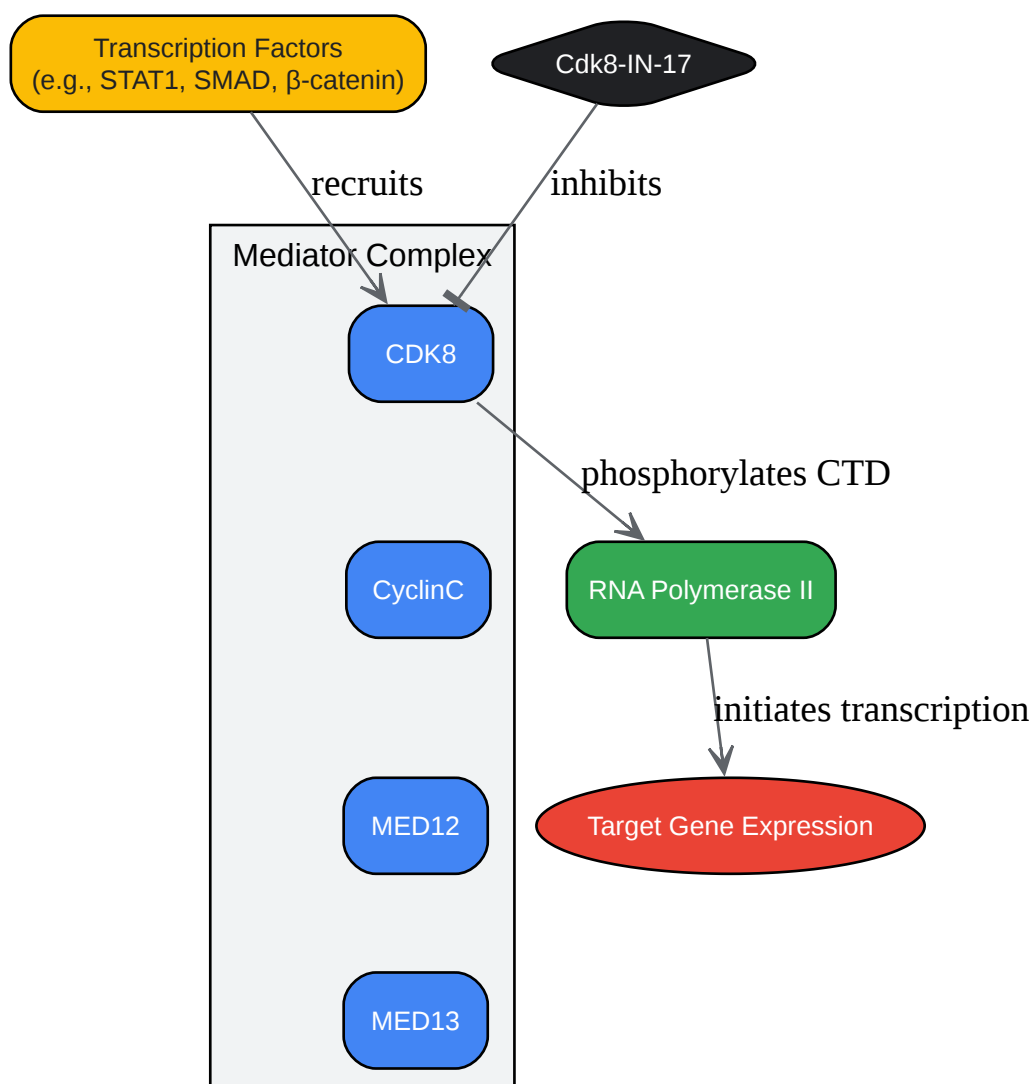 Transcription Factors
(e.g., STAT1, SMAD, β-catenin)
Cdk8-IN-17
recruits
inhibits
Mediator Complex
CDK8
phosphorylates CTD
CyclinC
RNA Polymerase II
initiates transcription
MED12
Target Gene Expression
MED13